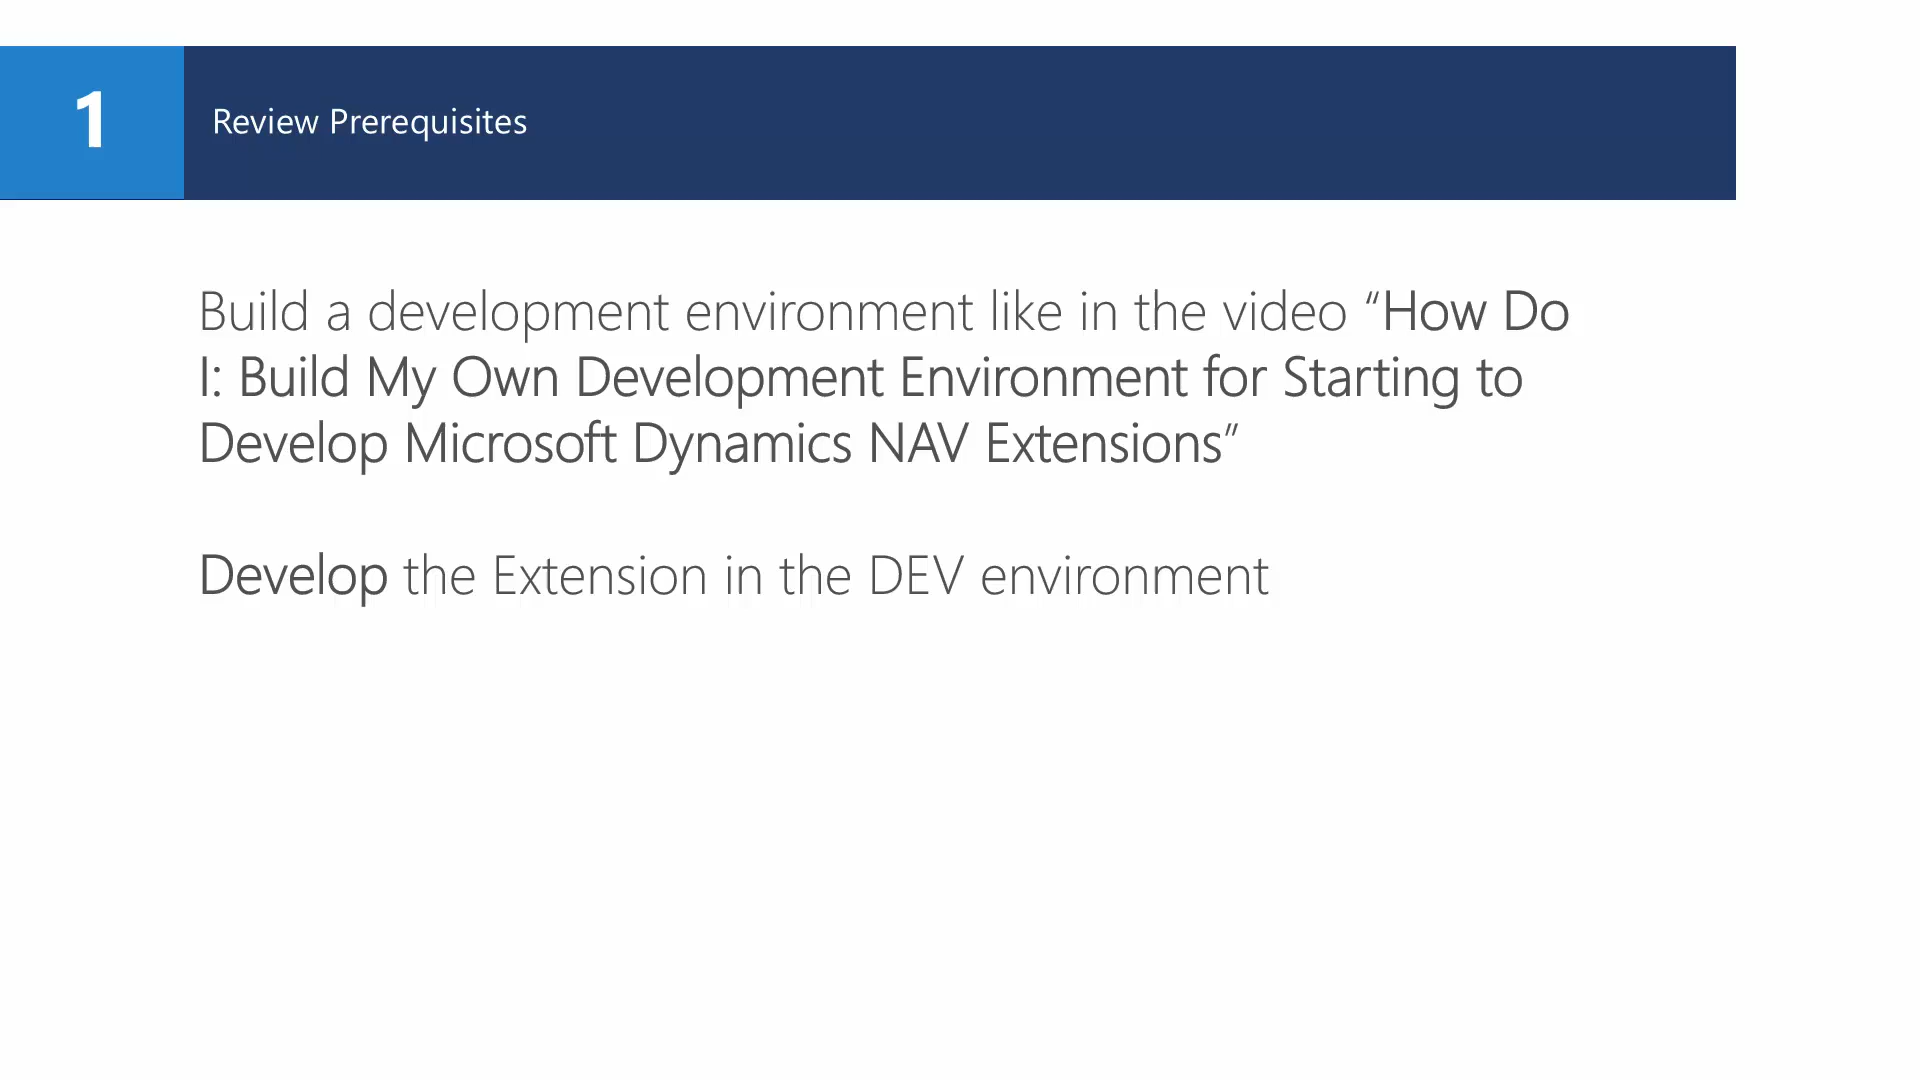 1
Review Prerequisites
Build a development environment like in the video “How Do
I: Build My Own Development Environment for Starting to
Develop Microsoft Dynamics NAV Extensions”
Develop the Extension in the DEV environment